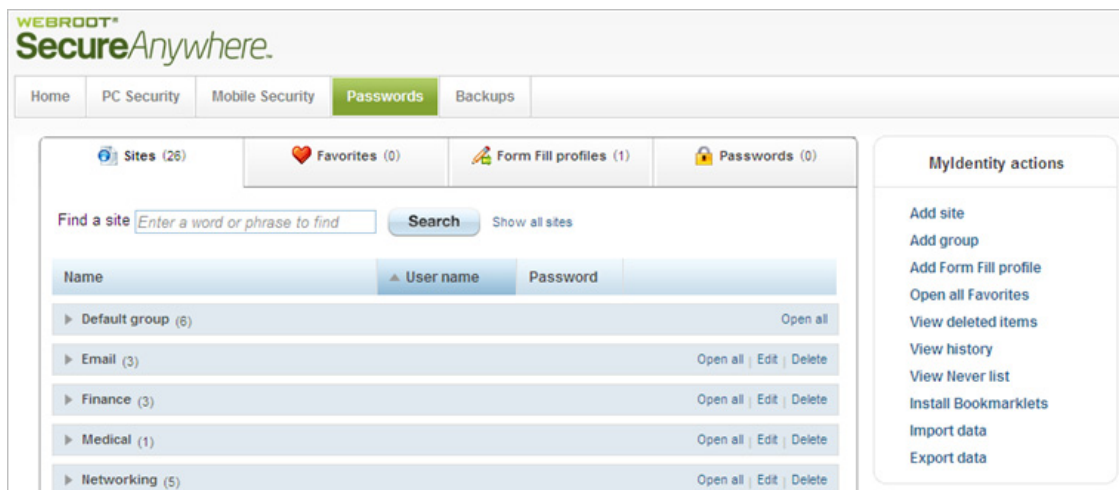 WEBROOT®
SecureAnywhere™
Home PC Security Mobile Security Passwords Backups
Sites (26) Favorites (0) Form Fill profiles (1) Passwords (0)
Find a site Enter a word or phrase to find Search Show all sites
Name User name Password
Default group (6) Open all
Email (3) Open all | Edit | Delete
Finance (3) Open all | Edit | Delete
Medical (1) Open all | Edit | Delete
Networking (5) Open all | Edit | Delete
MyIdentity actions
Add site
Add group
Add Form Fill profile
Open all Favorites
View deleted items
View history
View Never list
Install Bookmarklets
Import data
Export data